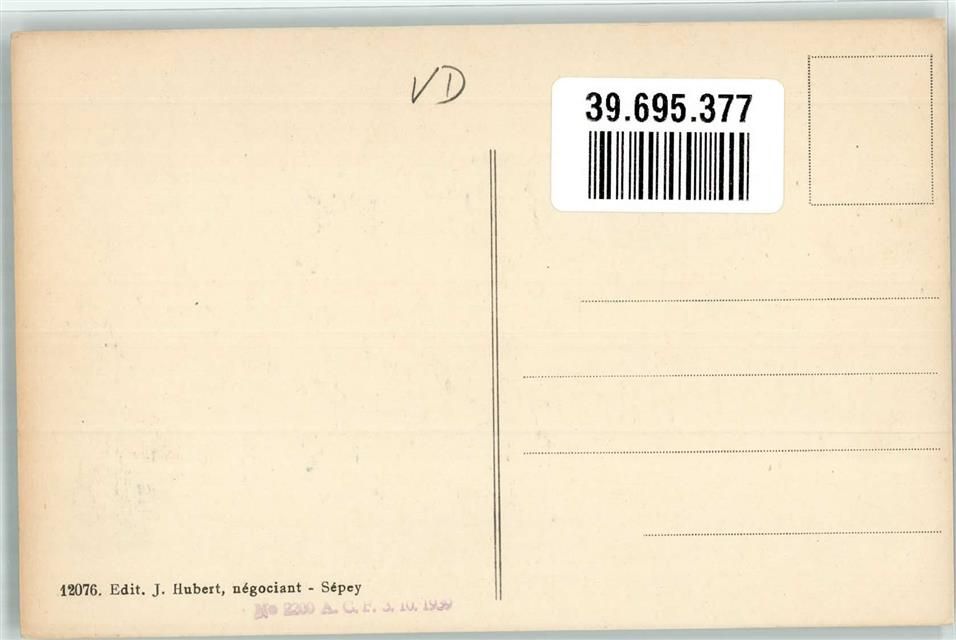 VD
39.695.377
12076. Edit. J. Hubert, négociant - Sépey
No 2200 A. C. F. 3. 10. 1939